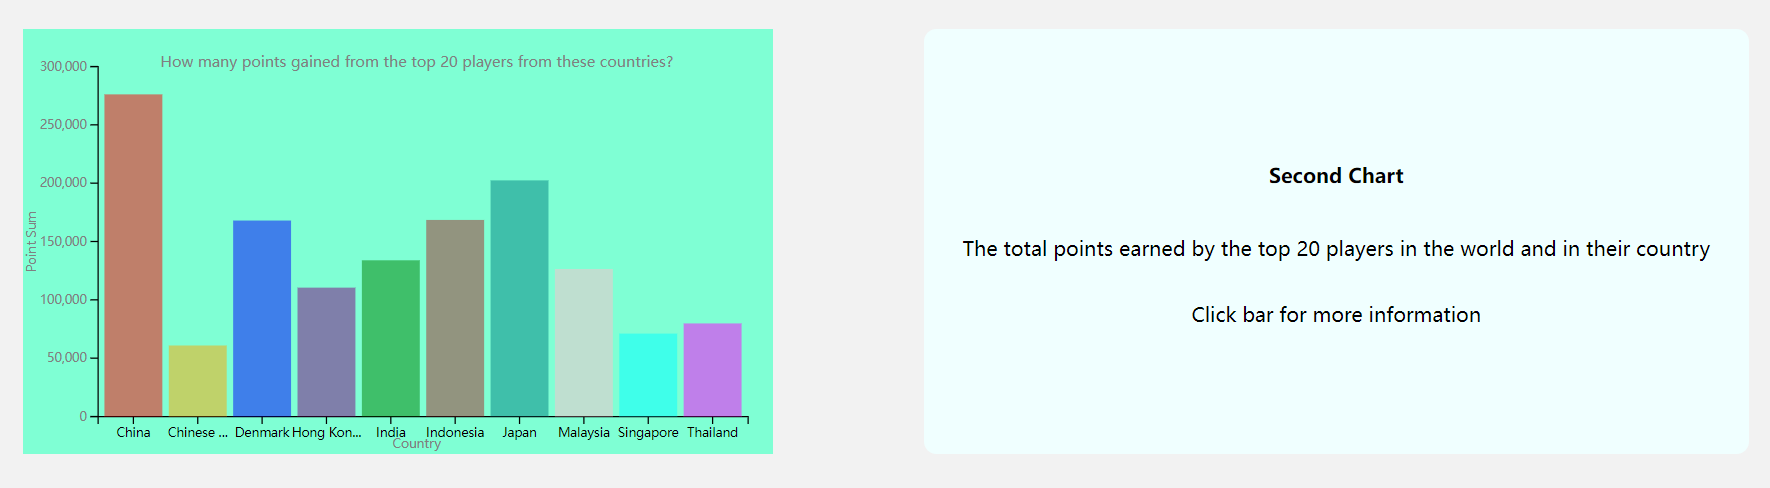 How many points gained from the top 20 players from these countries?
300,000
250,000
200,000
150,000
100,000
50,000
0
Point Sum
China
Chinese ...
Denmark
Hong Kon...
India
Indonesia
Japan
Malaysia
Singapore
Thailand
Country
Second Chart
The total points earned by the top 20 players in the world and in their country
Click bar for more information